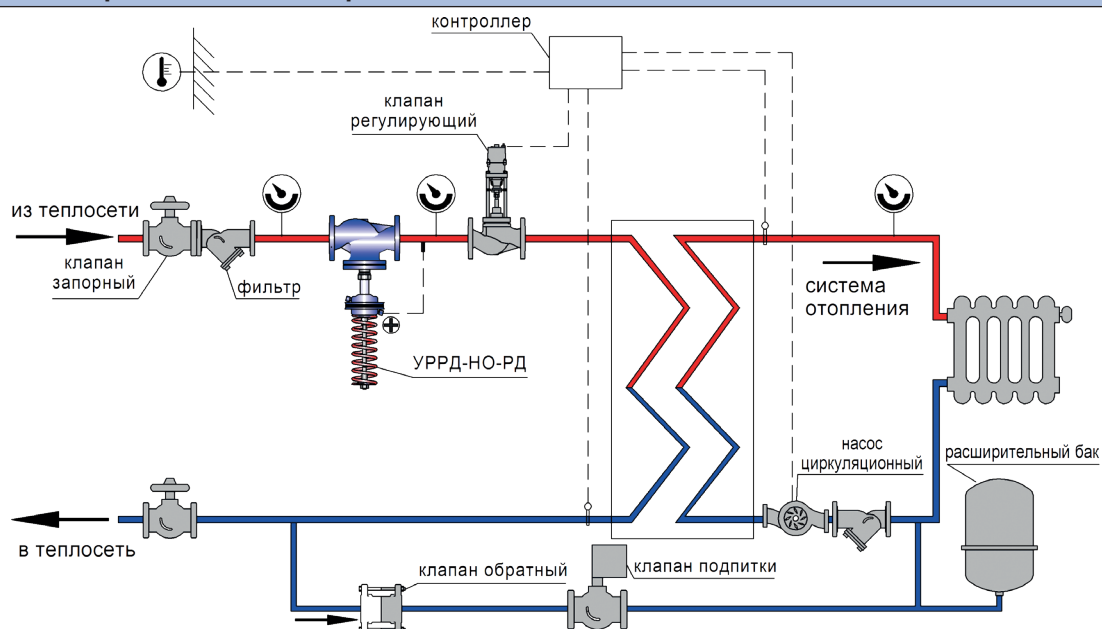 контроллер
клапан
регулирующий
из теплосети
клапан
запорный
фильтр
система
отопления
УРРД-НО-РД
насос
циркуляционный
расширительный бак
в теплосеть
клапан обратный
клапан подпитки